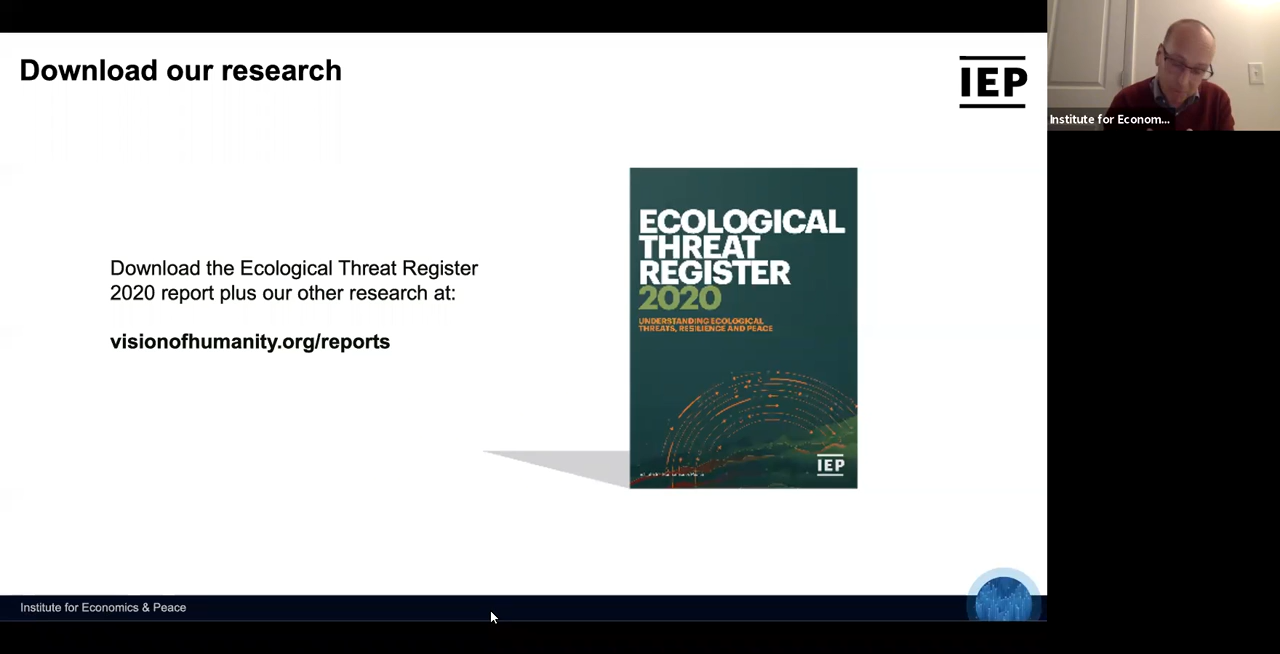 Download our research
IEP
Institute for Econom...
ECOLOGICAL
THREAT
REGISTER
2020
UNDERSTANDING ECOLOGICAL
THREATS, RESILIENCE AND PEACE
IEP
Download the Ecological Threat Register
2020 report plus our other research at:
visionofhumanity.org/reports
Institute for Economics & Peace